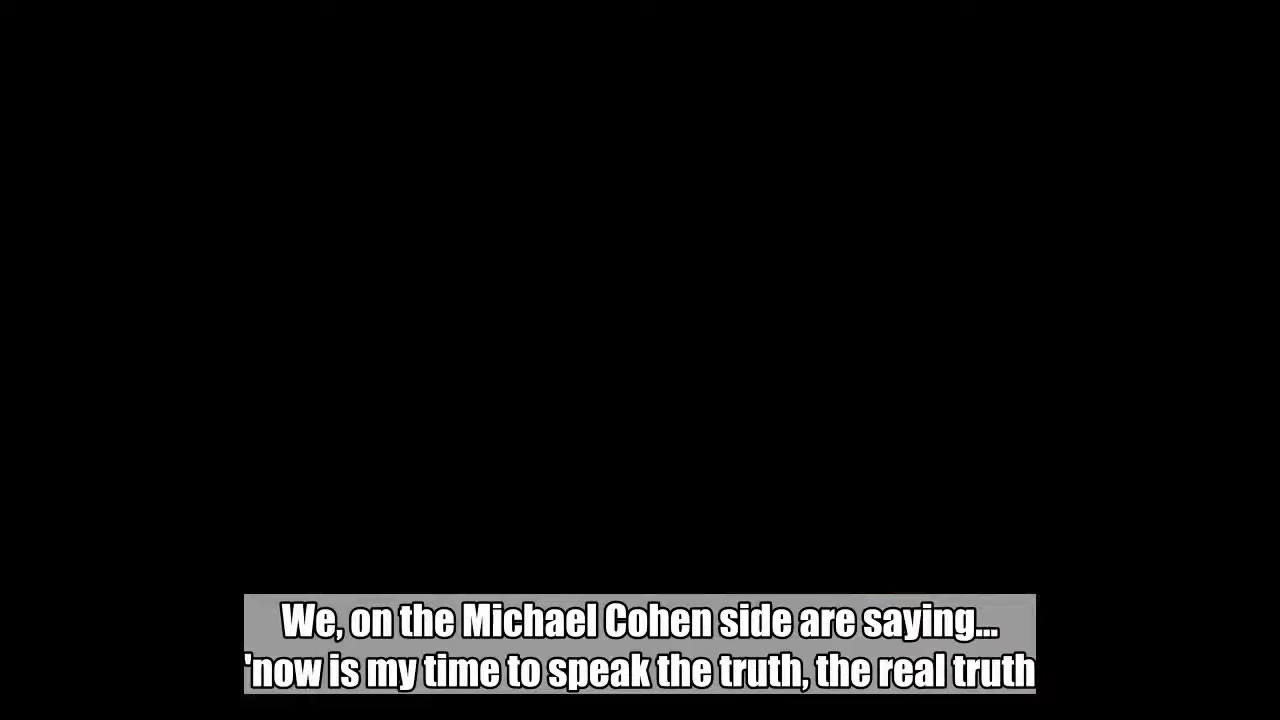 We, on the Michael Cohen side are saying...
'now is my time to speak the truth, the real truth